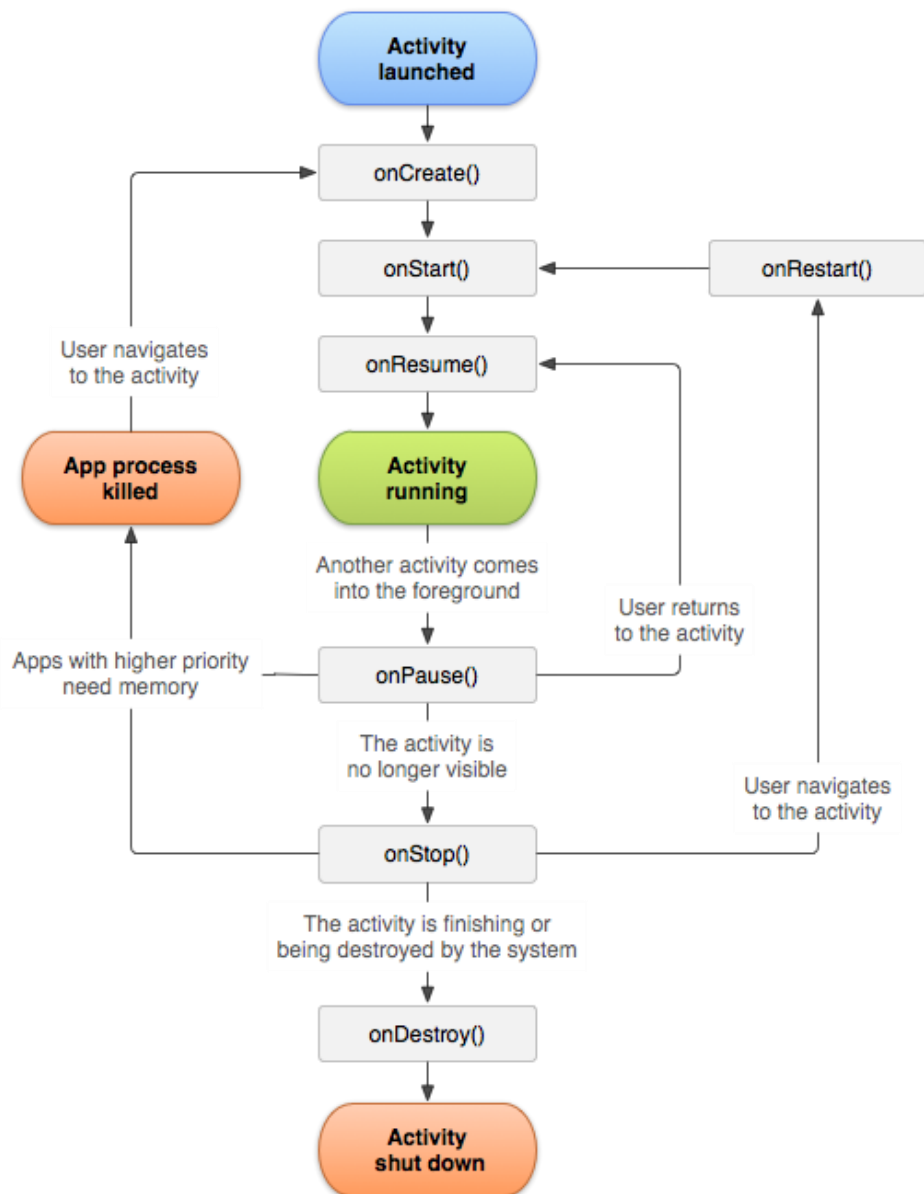 Activity
launched
onCreate()
onStart()
onRestart()
onResume()
User navigates
to the activity
App process
killed
Activity
running
Another activity comes
into the foreground
User returns
to the activity
Apps with higher priority
need memory
onPause()
The activity is
no longer visible
User navigates
to the activity
onStop()
The activity is finishing or
being destroyed by the system
onDestroy()
Activity
shut down